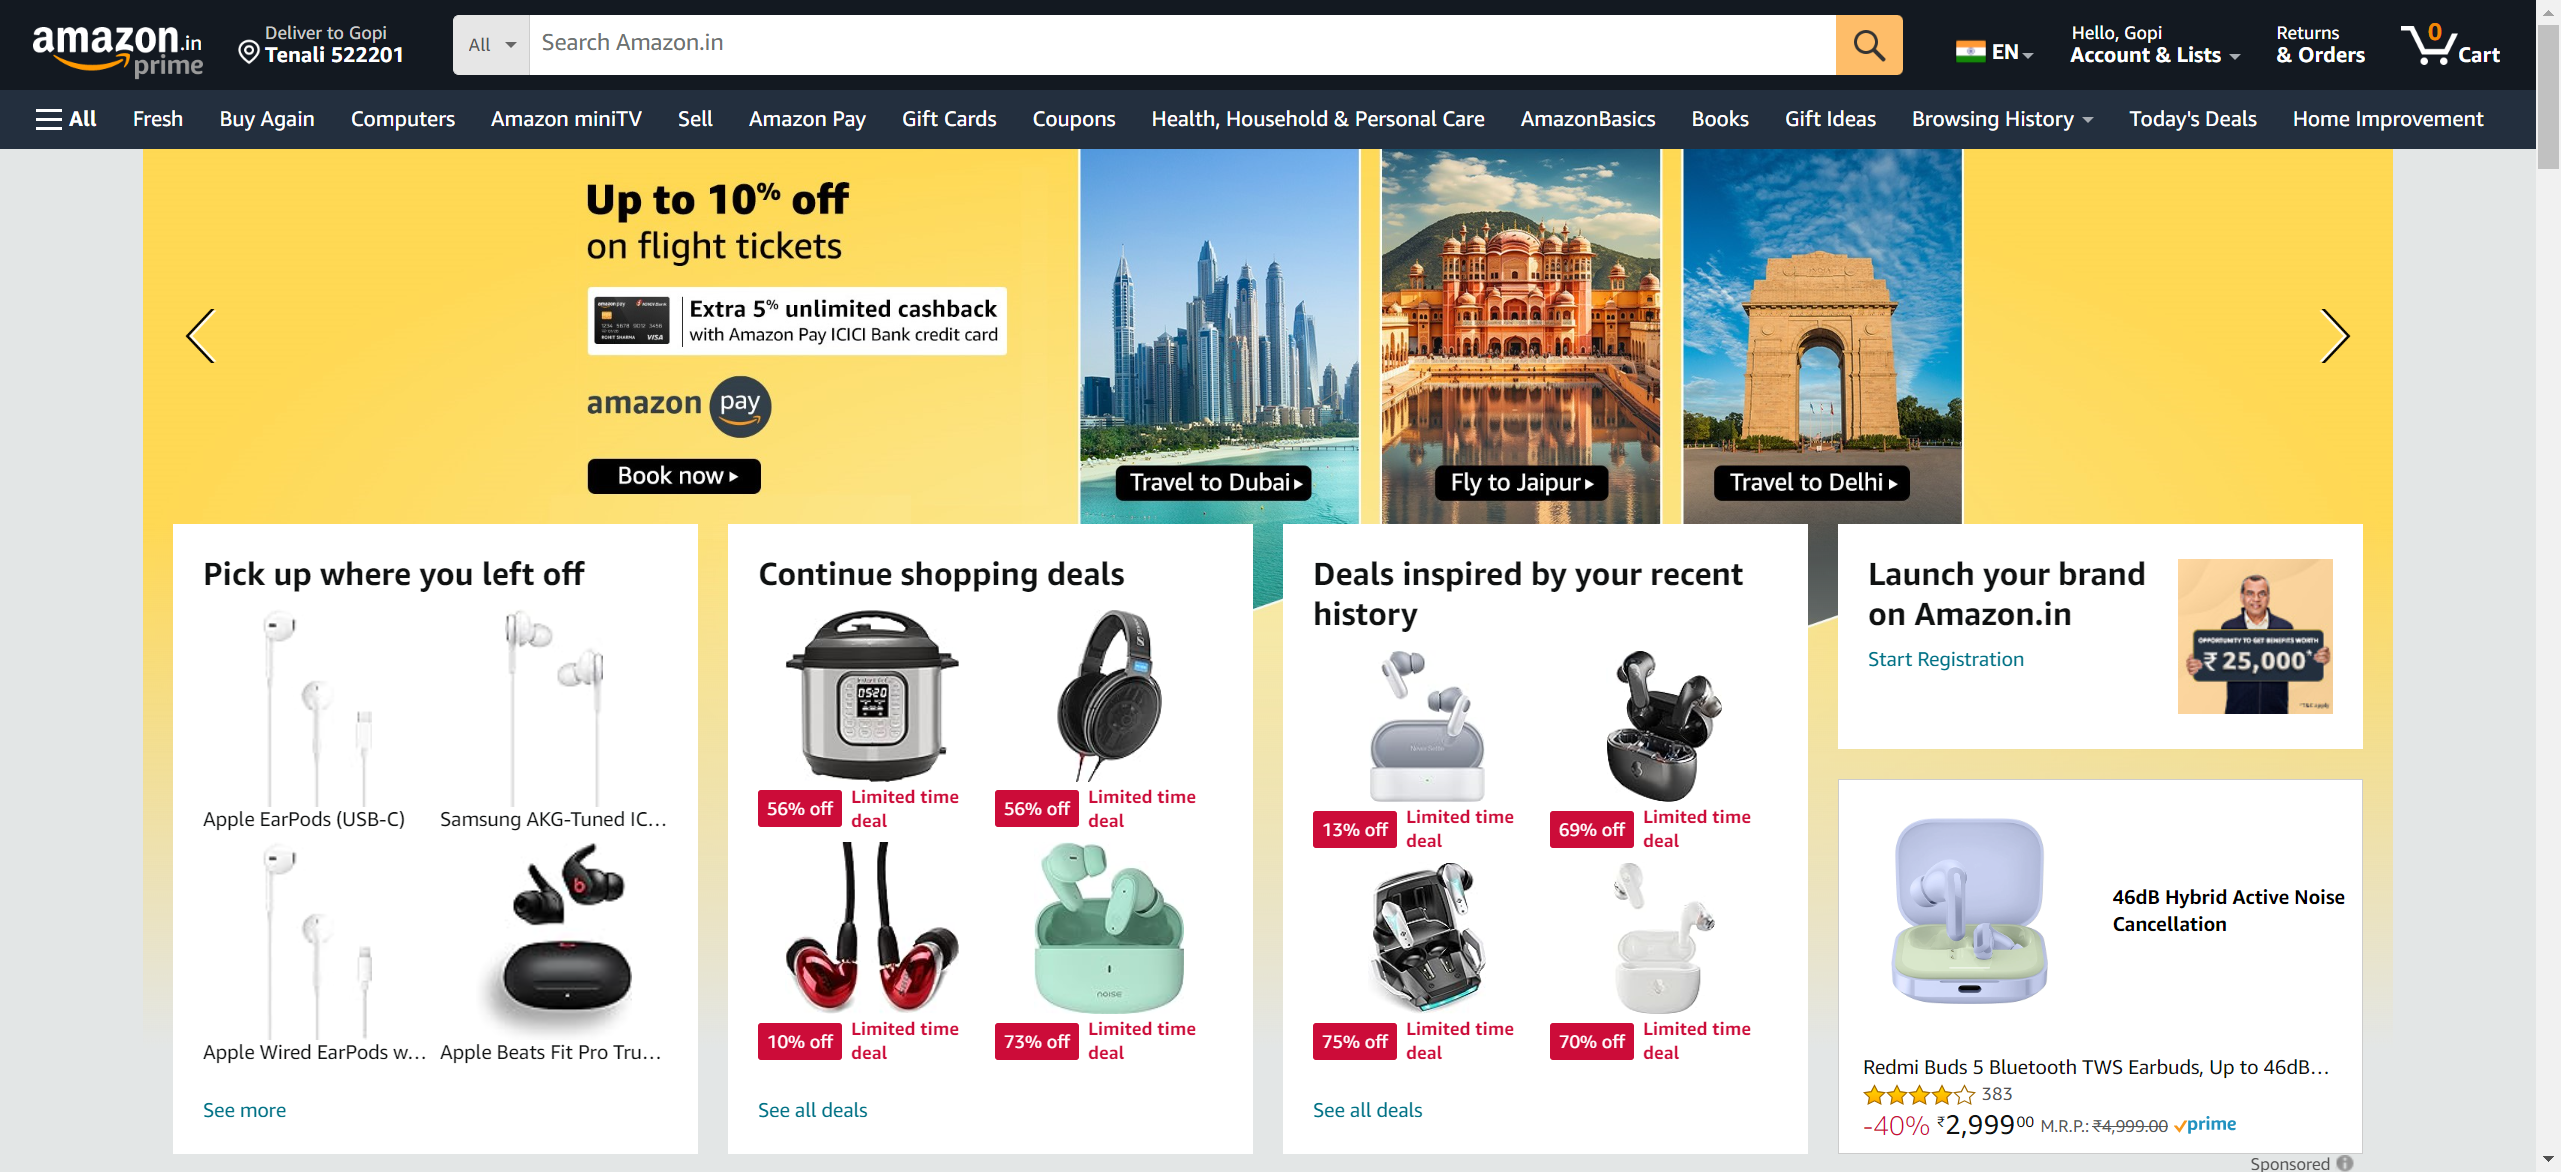 amazon.in
prime
Deliver to Gopi
Tenali 522201
All
Search Amazon.in
EN
Hello, Gopi
Account & Lists
Returns
& Orders
0
Cart
All
Fresh
Buy Again
Computers
Amazon miniTV
Sell
Amazon Pay
Gift Cards
Coupons
Health, Household & Personal Care
AmazonBasics
Books
Gift Ideas
Browsing History
Today's Deals
Home Improvement
Up to 10% off
on flight tickets
Extra 5% unlimited cashback
with Amazon Pay ICICI Bank credit card
VISA
amazon pay
Book now
Travel to Dubai
Fly to Jaipur
Travel to Delhi
Pick up where you left off
Apple EarPods (USB-C)
Samsung AKG-Tuned IC...
Apple Wired EarPods w...
Apple Beats Fit Pro Tru...
See more
Continue shopping deals
05:20
56% off
Limited time
deal
56% off
Limited time
deal
noise
10% off
Limited time
deal
73% off
Limited time
deal
See all deals
Deals inspired by your recent
history
13% off
Limited time
deal
69% off
Limited time
deal
75% off
Limited time
deal
70% off
Limited time
deal
See all deals
Launch your brand
on Amazon.in
Start Registration
OPPORTUNITY TO GET BENEFITS WORTH
₹ 25,000*
46dB Hybrid Active Noise
Cancellation
Redmi Buds 5 Bluetooth TWS Earbuds, Up to 46dB...
383
-40% ₹2,999.00 M.R.P.: ₹4,999.00 prime
Sponsored